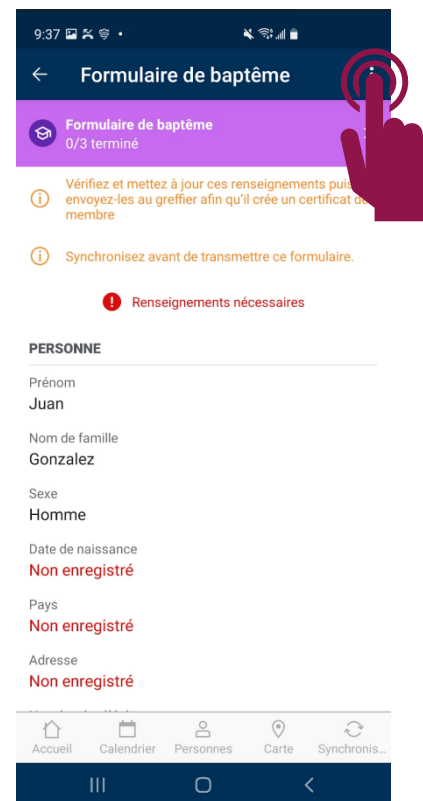 9:37
Formulaire de baptême
Formulaire de baptême
0/3 terminé
Vérifiez et mettez à jour ces renseignements puis
envoyez-les au greffier afin qu'il crée un certificat de
membre
Synchronisez avant de transmettre ce formulaire.
Renseignements nécessaires
PERSONNE
Prénom
Juan
Nom de famille
Gonzalez
Sexe
Homme
Date de naissance
Non enregistré
Pays
Non enregistré
Adresse
Non enregistré
Accueil Calendrier Personnes Carte Synchronis...